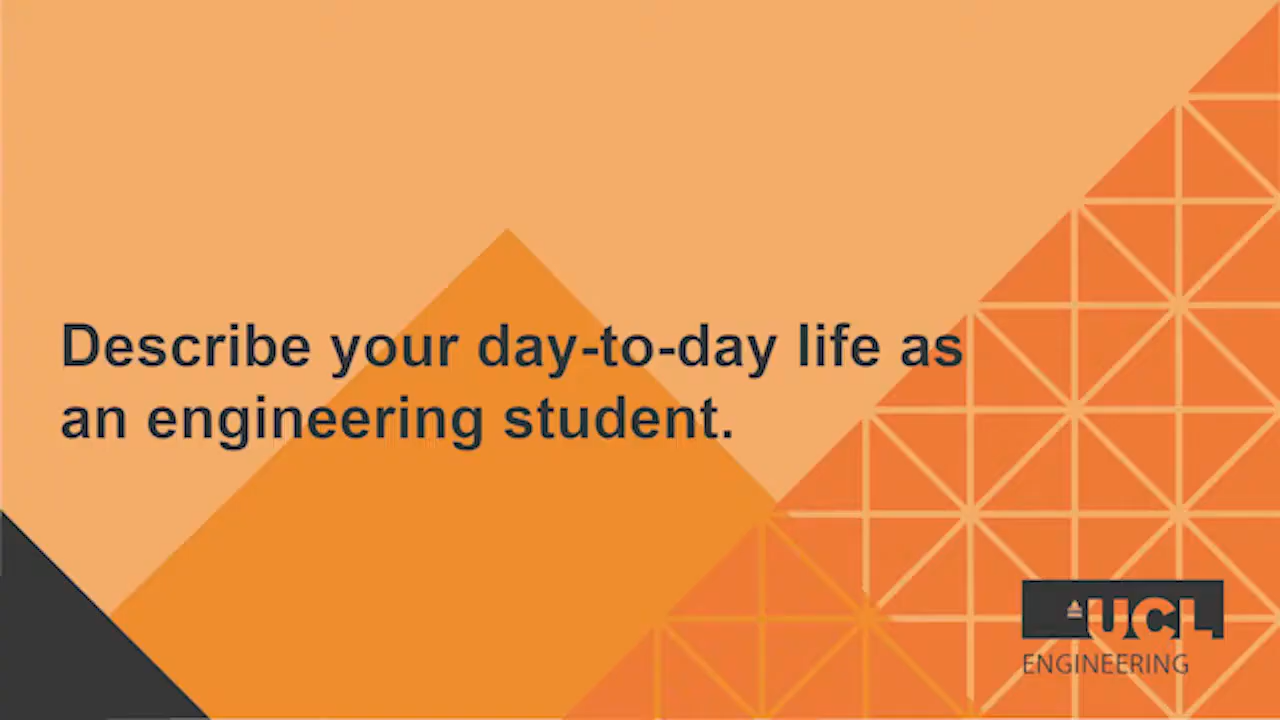 Describe your day-to-day life as
an engineering student.
UCL
ENGINEERING